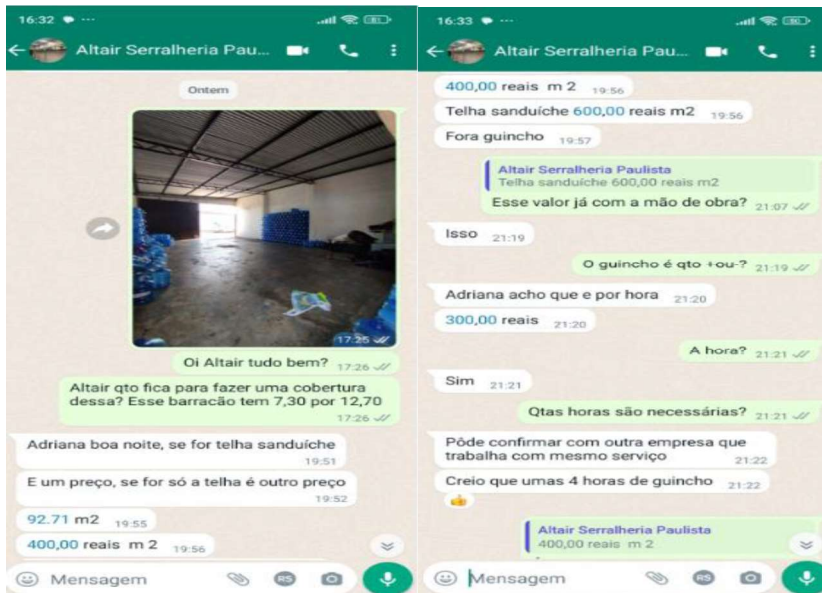 16:32
Altair Serralheria Pau...
Ontem
17:25
Oi Altair tudo bem? 17:26
Altair qto fica para fazer uma cobertura
dessa? Esse barracão tem 7,30 por 12,70
17:26
Adriana boa noite, se for telha sanduíche
19:51
E um preço, se for só a telha é outro preço
19:52
92.71 m2 19:55
400,00 reais m 2 19:56
Mensagem
RS
16:33
Altair Serralheria Pau...
400,00 reais m 2 19:56
Telha sanduíche 600,00 reais m2 19:56
Fora guincho 19:57
Altair Serralheria Paulista
Telha sanduíche 600,00 reais m2
Esse valor já com a mão de obra? 21:07
Isso 21:19
O guincho é qto +ou-? 21:19
Adriana acho que e por hora 21:20
300,00 reais 21:20
A hora? 21:21
Sim 21:21
Qtas horas são necessárias? 21:21
Pôde confirmar com outra empresa que
trabalha com mesmo serviço 21:22
Creio que umas 4 horas de guincho 21:22
Altair Serralheria Paulista
400,00 reais m 2
Mensagem
RS